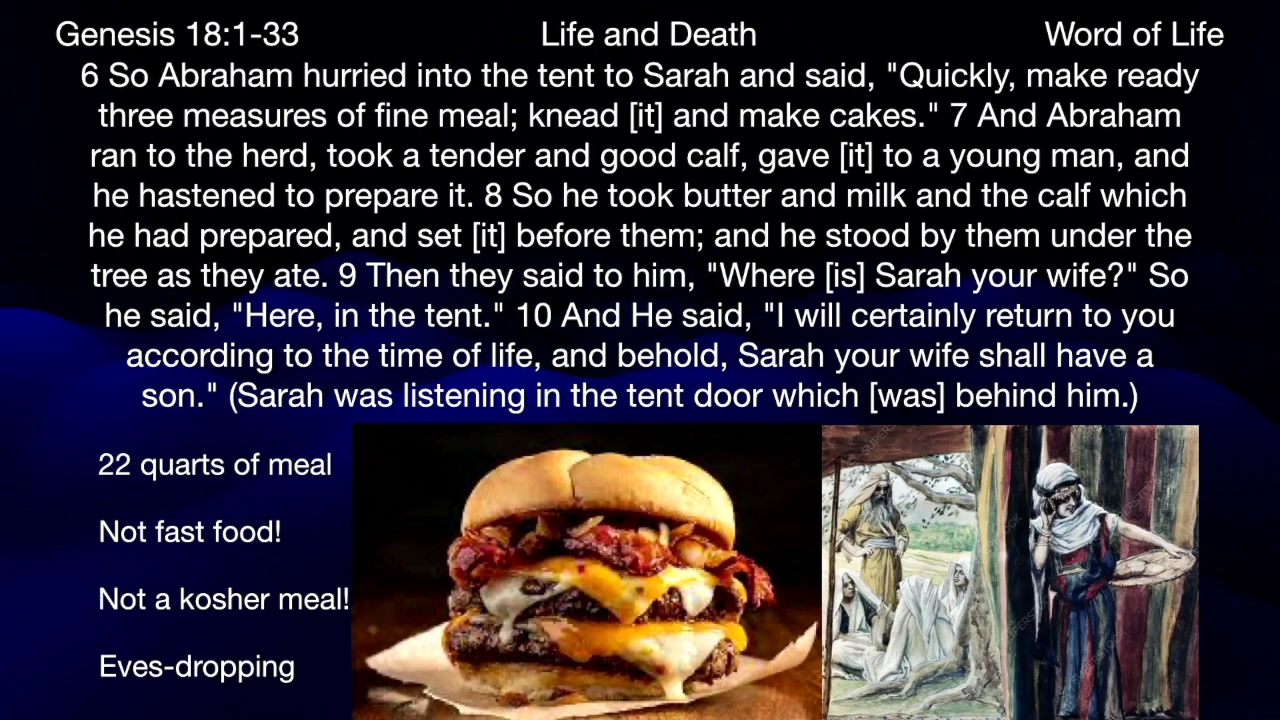 Genesis 18:1-33 Life and Death Word of Life
6 So Abraham hurried into the tent to Sarah and said, "Quickly, make ready
three measures of fine meal; knead [it] and make cakes." 7 And Abraham
ran to the herd, took a tender and good calf, gave [it] to a young man, and
he hastened to prepare it. 8 So he took butter and milk and the calf which
he had prepared, and set [it] before them; and he stood by them under the
tree as they ate. 9 Then they said to him, "Where [is] Sarah your wife?" So
he said, "Here, in the tent." 10 And He said, "I will certainly return to you
according to the time of life, and behold, Sarah your wife shall have a
son." (Sarah was listening in the tent door which [was] behind him.)
22 quarts of meal
Not fast food!
Not a kosher meal!
Eves-dropping